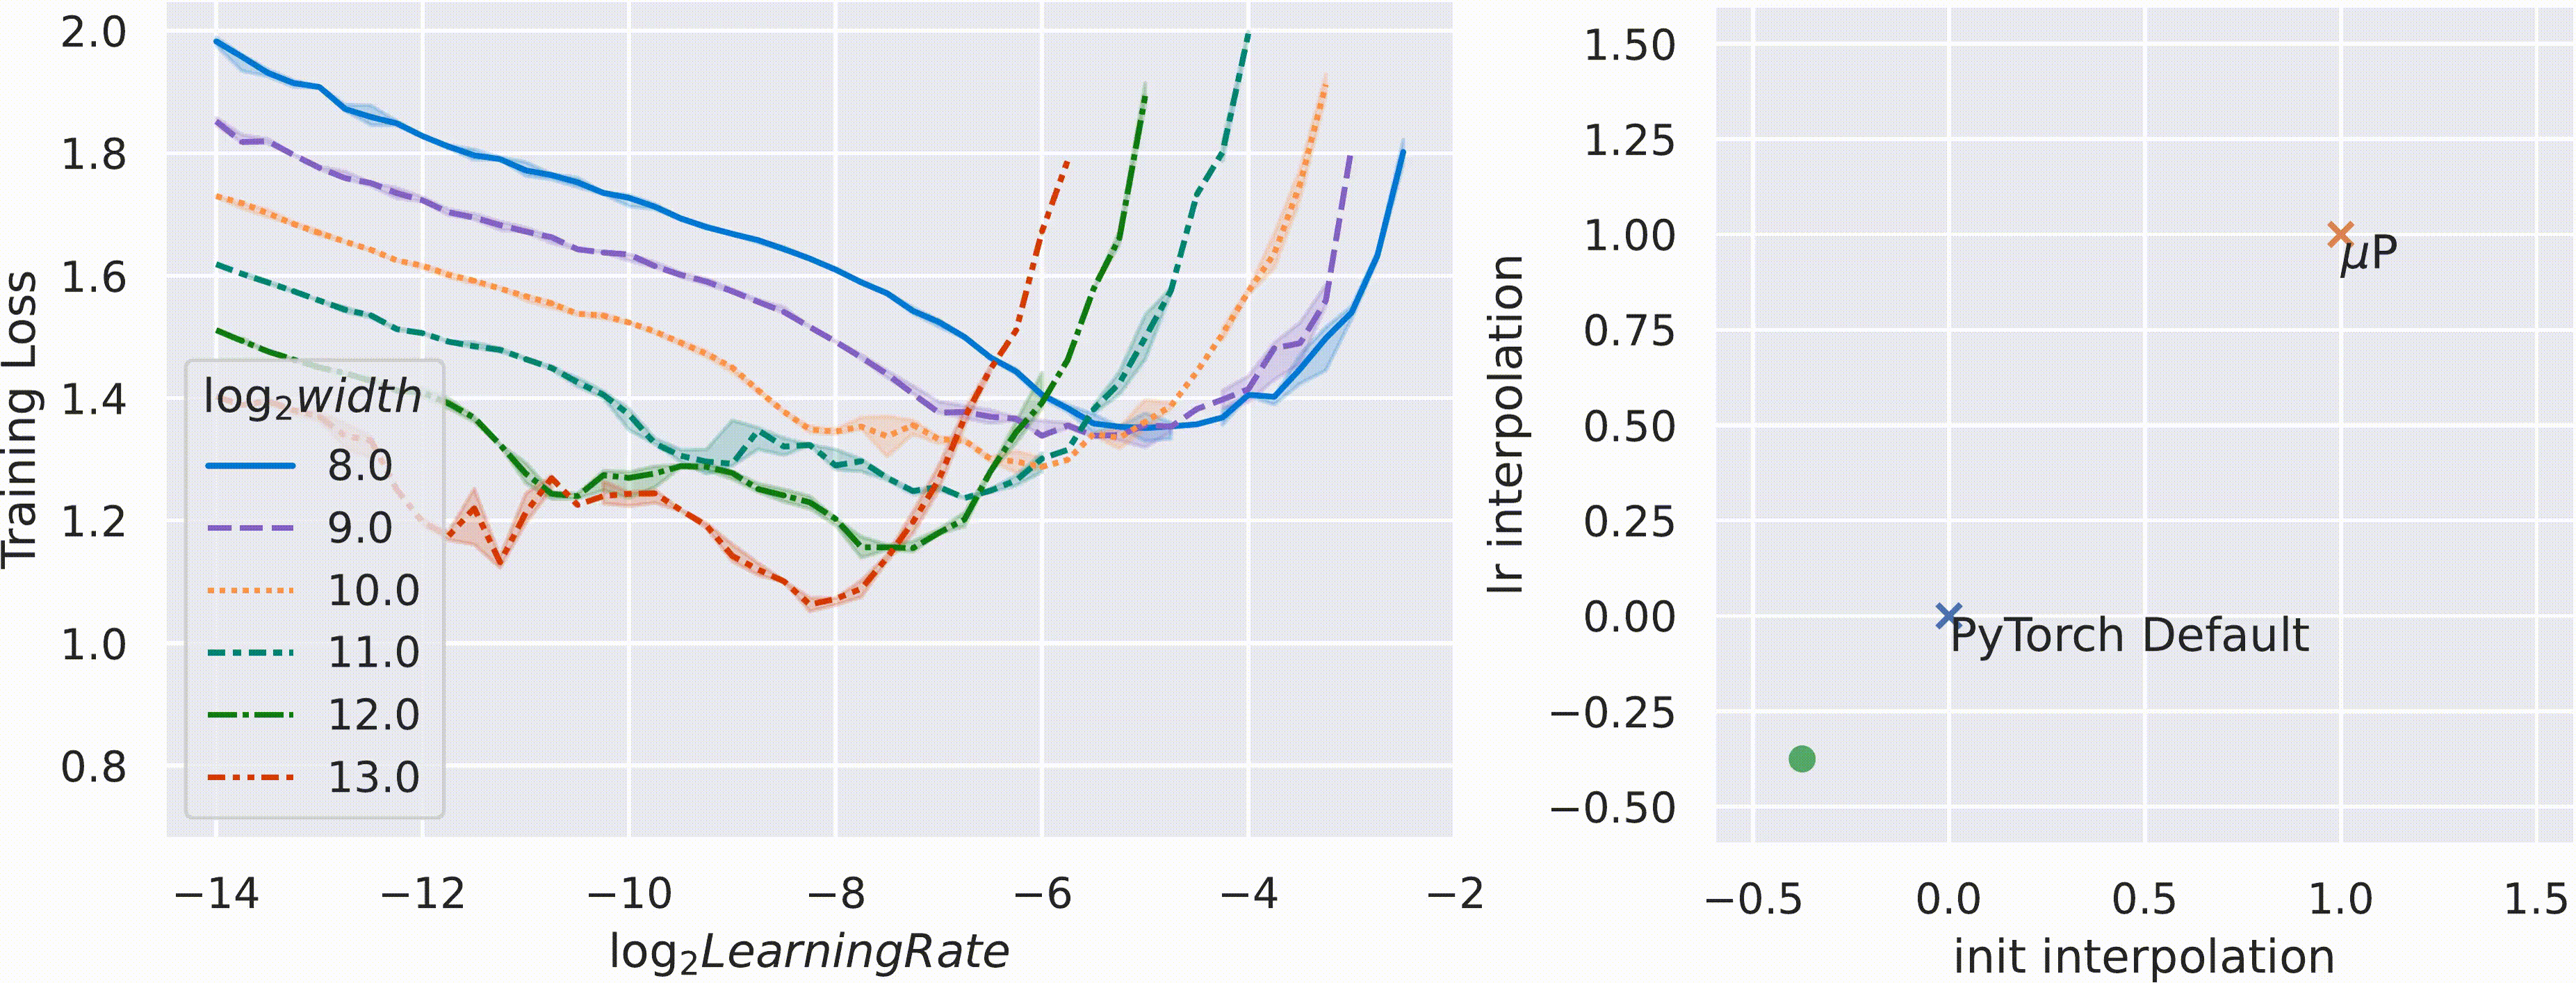 2.0
1.8
1.6
1.4
1.2
1.0
0.8
Training Loss
log₂width
8.0
9.0
10.0
11.0
12.0
13.0
−14 −12 −10 −8 −6 −4 −2
log₂LearningRate
1.50
1.25
1.00
0.75
0.50
0.25
0.00
−0.25
−0.50
lr interpolation
μP
PyTorch Default
−0.5 0.0 0.5 1.0 1.5
init interpolation